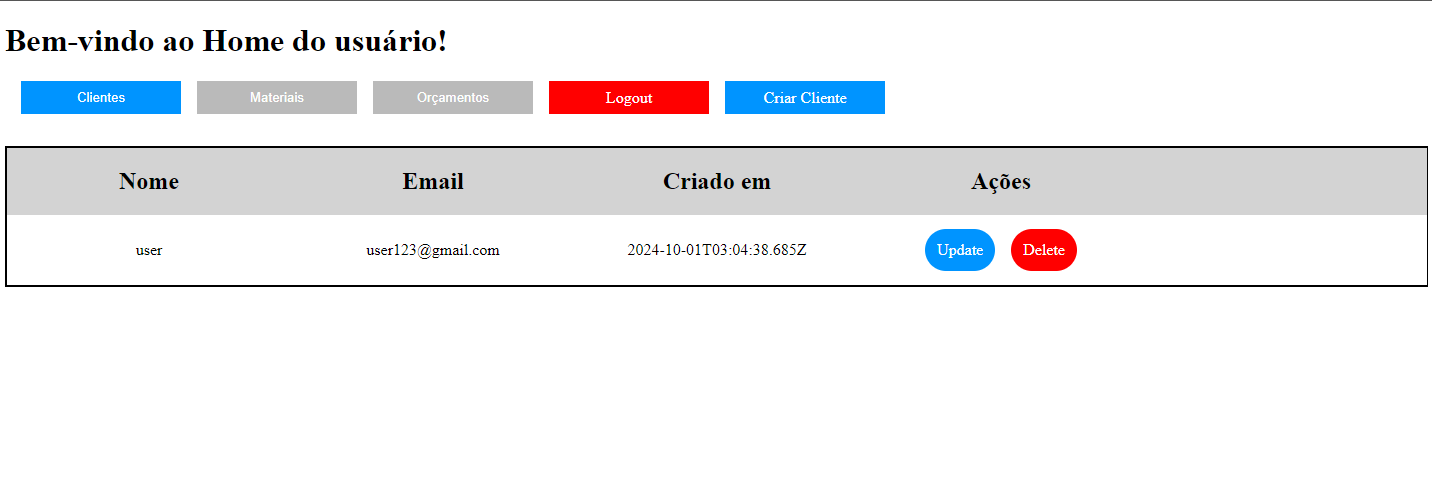 Bem-vindo ao Home do usuário!
Clientes Materiais Orçamentos Logout Criar Cliente
Nome Email Criado em Ações
user user123@gmail.com 2024-10-01T03:04:38.685Z Update Delete